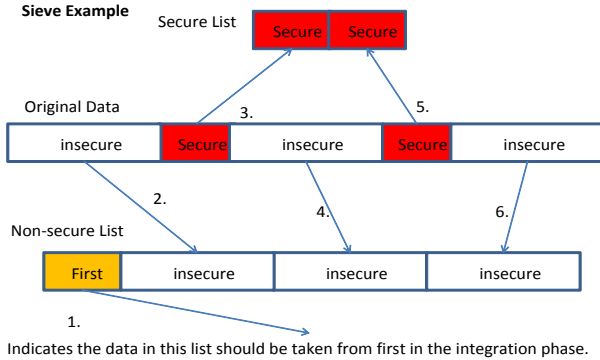 Sieve Example
Secure List
Secure Secure
Original Data
3. 5.
insecure Secure insecure Secure insecure
2. 4. 6.
Non-secure List
First insecure insecure insecure
1.
Indicates the data in this list should be taken from first in the integration phase.